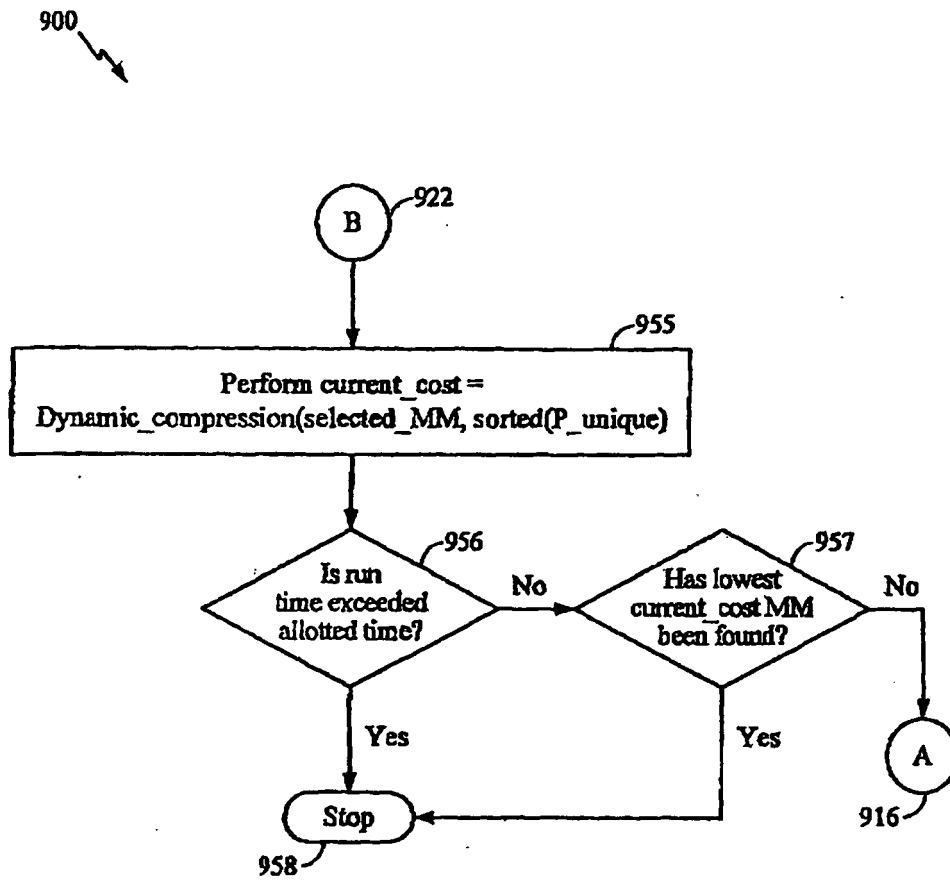 900
B
922
955
Perform current_cost =
Dynamic_compression(selected_MM, sorted(P_unique)
956
Is run
time exceeded
allotted time?
No
957
Has lowest
current_cost MM
been found?
No
Yes
Yes
A
916
Stop
958